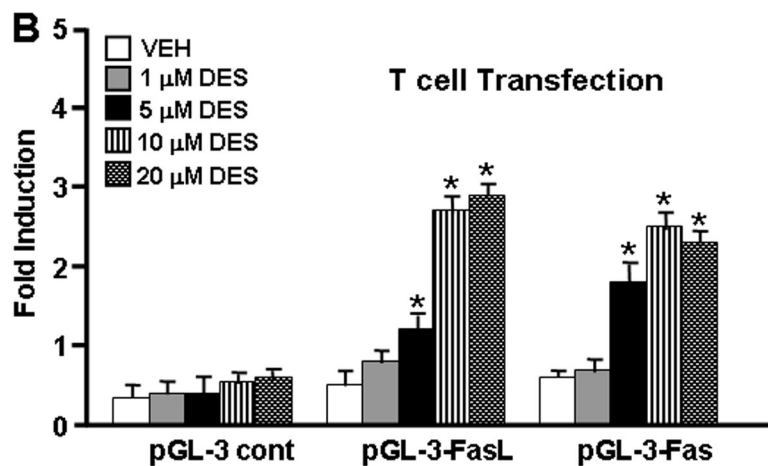 B
5
4
3
2
1
0
Fold Induction
VEH
1 μM DES
5 μM DES
10 μM DES
20 μM DES
T cell Transfection
* * *
* * *
pGL-3 cont pGL-3-FasL pGL-3-Fas